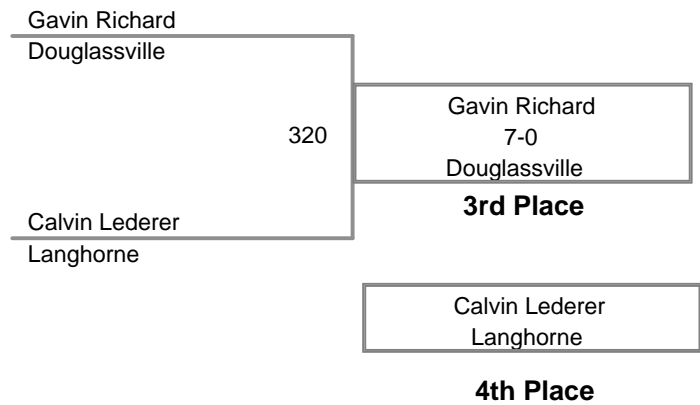 Gavin Richard
Douglassville
320
Gavin Richard
7-0
Douglassville
3rd Place
Calvin Lederer
Langhorne
Calvin Lederer
Langhorne
4th Place